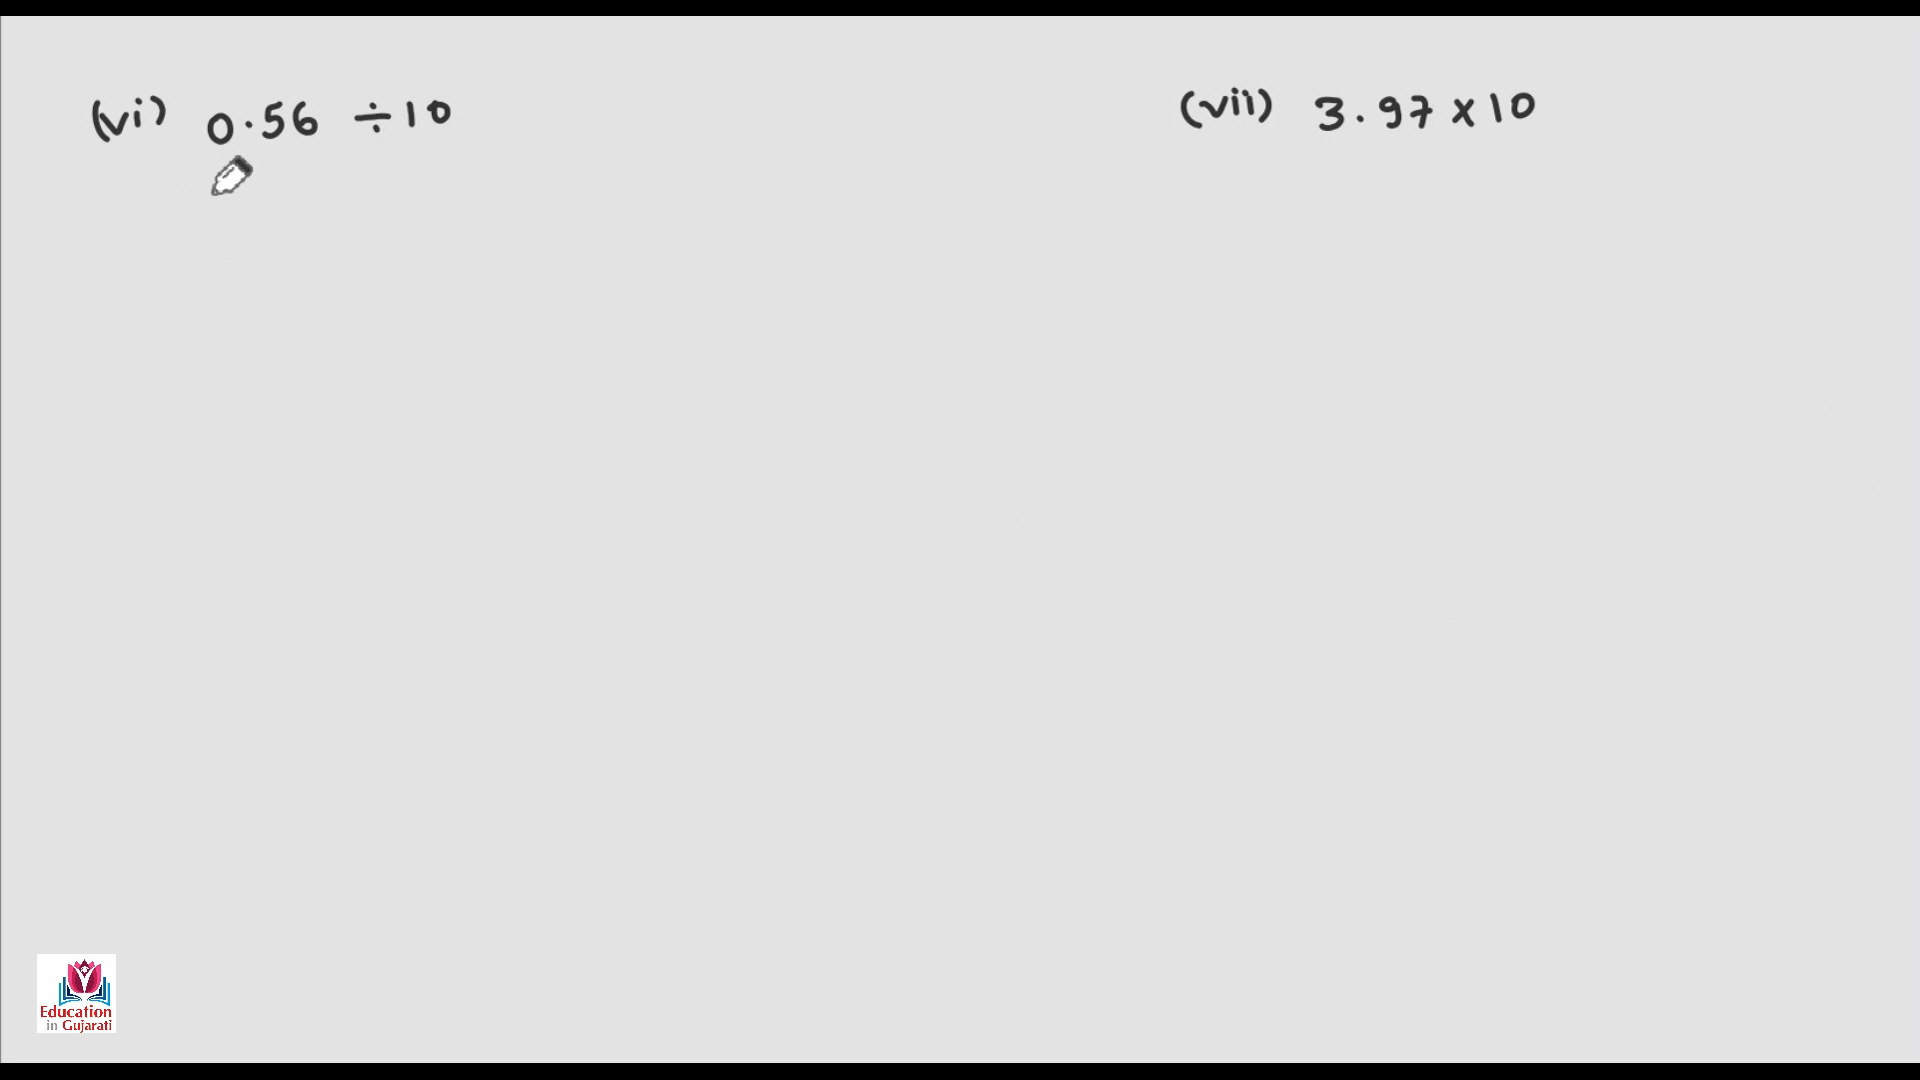 (vi) 0.56 ÷ 10
(vii) 3.97 x 10
Education
in Gujarati